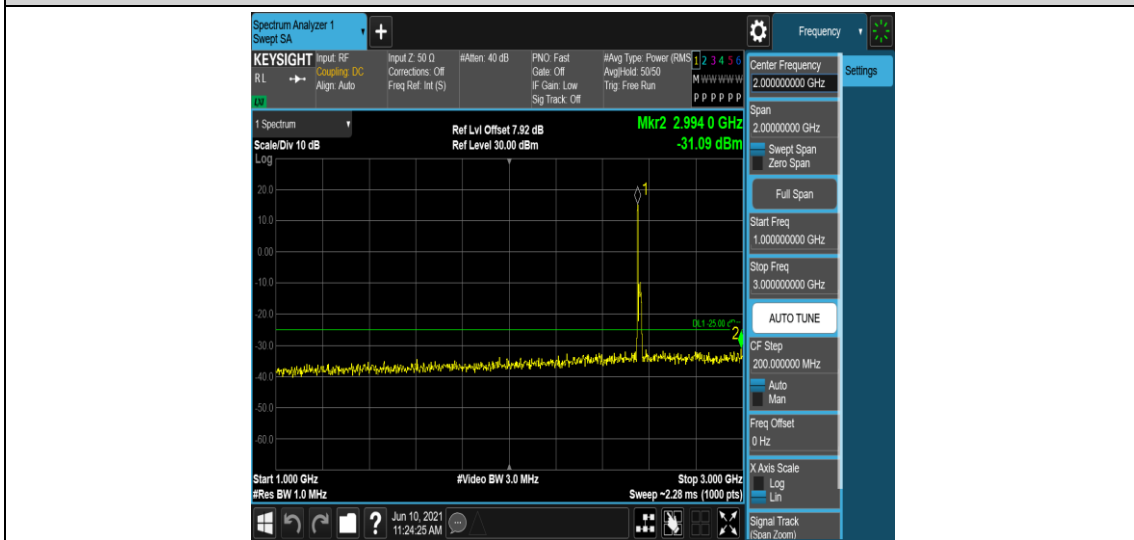 Spectrum Analyzer 1
Swept SA
Frequency
KEYSIGHT
RL
Input: RF
Coupling: DC
Align: Auto
Input Z: 50 Ω
Corrections: Off
Freq Ref: Int (S)
#Atten: 40 dB
PNO: Fast
Gate: Off
IF Gain: Low
Sig Track: Off
#Avg Type: Power (RMS
Avg|Hold: 50/50
Trig: Free Run
1 2 3 4 5 6
M W W W W W
P P P P P P
1 Spectrum
Scale/Div 10 dB
Log
Ref Lvl Offset 7.92 dB
Ref Level 30.00 dBm
Mkr2 2.994 0 GHz
-31.09 dBm
20.0
10.0
0.00
-10.0
-20.0
-30.0
-40.0
-50.0
-60.0
1
DL1 -25.00
2
Start 1.000 GHz
#Res BW 1.0 MHz
#Video BW 3.0 MHz
Stop 3.000 GHz
Sweep ~2.28 ms (1000 pts)
Jun 10, 2021
11:24:25 AM
Center Frequency
2.000000000 GHz
Settings
Span
2.00000000 GHz
Swept Span
Zero Span
Full Span
Start Freq
1.000000000 GHz
Stop Freq
3.000000000 GHz
AUTO TUNE
CF Step
200.000000 MHz
Auto
Man
Freq Offset
0 Hz
X Axis Scale
Log
Lin
Signal Track
(Span Zoom)